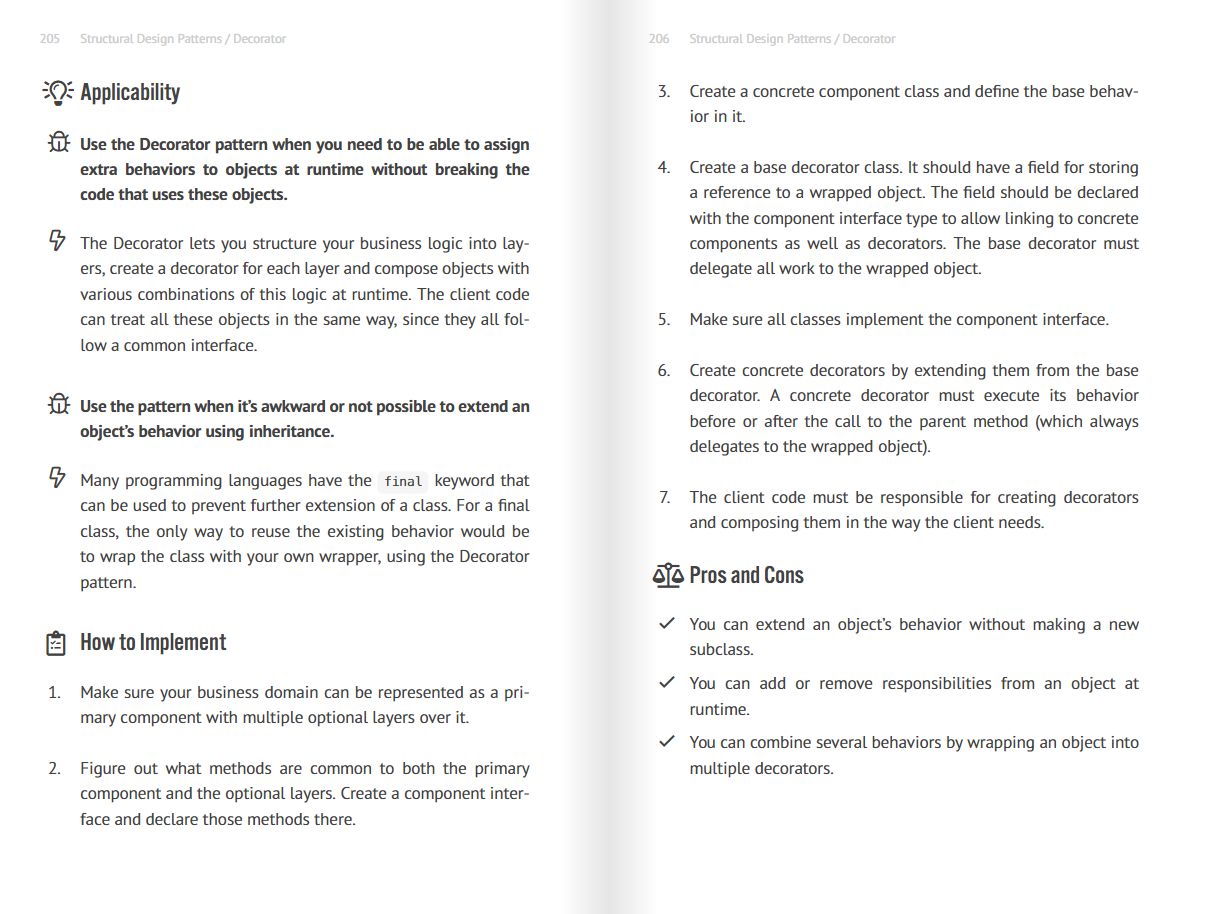 205 Structural Design Patterns / Decorator
Applicability
Use the Decorator pattern when you need to be able to assign
extra behaviors to objects at runtime without breaking the
code that uses these objects.
The Decorator lets you structure your business logic into lay-
ers, create a decorator for each layer and compose objects with
various combinations of this logic at runtime. The client code
can treat all these objects in the same way, since they all fol-
low a common interface.
Use the pattern when it’s awkward or not possible to extend an
object’s behavior using inheritance.
Many programming languages have the final keyword that
can be used to prevent further extension of a class. For a final
class, the only way to reuse the existing behavior would be
to wrap the class with your own wrapper, using the Decorator
pattern.
How to Implement
1. Make sure your business domain can be represented as a pri-
mary component with multiple optional layers over it.
2. Figure out what methods are common to both the primary
component and the optional layers. Create a component inter-
face and declare those methods there.
206 Structural Design Patterns / Decorator
3. Create a concrete component class and define the base behav-
ior in it.
4. Create a base decorator class. It should have a field for storing
a reference to a wrapped object. The field should be declared
with the component interface type to allow linking to concrete
components as well as decorators. The base decorator must
delegate all work to the wrapped object.
5. Make sure all classes implement the component interface.
6. Create concrete decorators by extending them from the base
decorator. A concrete decorator must execute its behavior
before or after the call to the parent method (which always
delegates to the wrapped object).
7. The client code must be responsible for creating decorators
and composing them in the way the client needs.
Pros and Cons
You can extend an object’s behavior without making a new
subclass.
You can add or remove responsibilities from an object at
runtime.
You can combine several behaviors by wrapping an object into
multiple decorators.